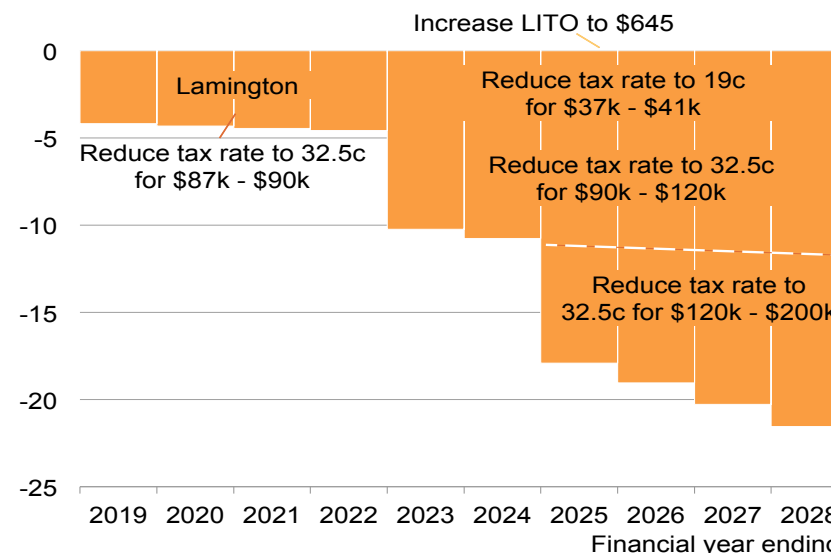 Increase LITO to $645
0
Lamington
Reduce tax rate to 19c
for $37k - $41k
-5
Reduce tax rate to 32.5c
for $87k - $90k
Reduce tax rate to 32.5c
for $90k - $120k
-10
Reduce tax rate to
32.5c for $120k - $200k
-15
-20
-25
2019 2020 2021 2022 2023 2024 2025 2026 2027 2028
Financial year ending